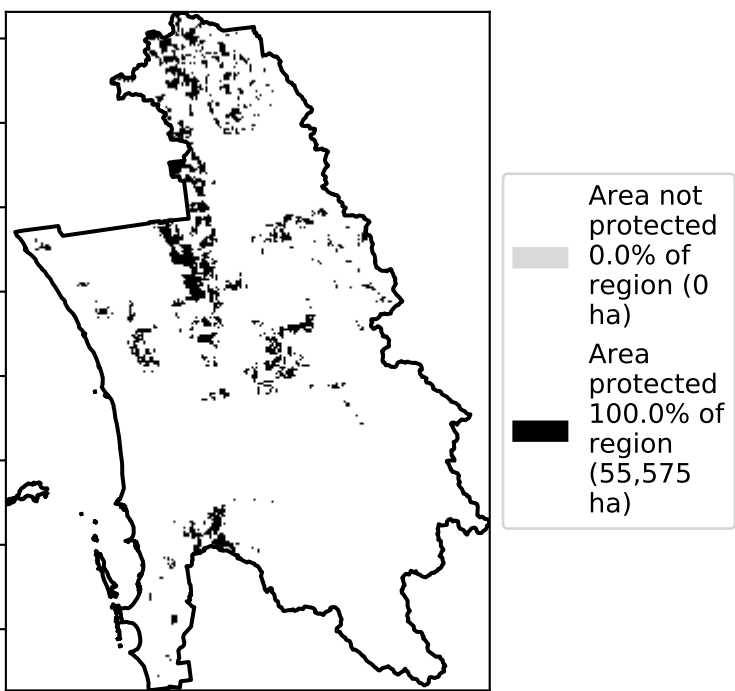 Area not
protected
0.0% of
region (0
ha)
Area
protected
100.0% of
region
(55,575
ha)